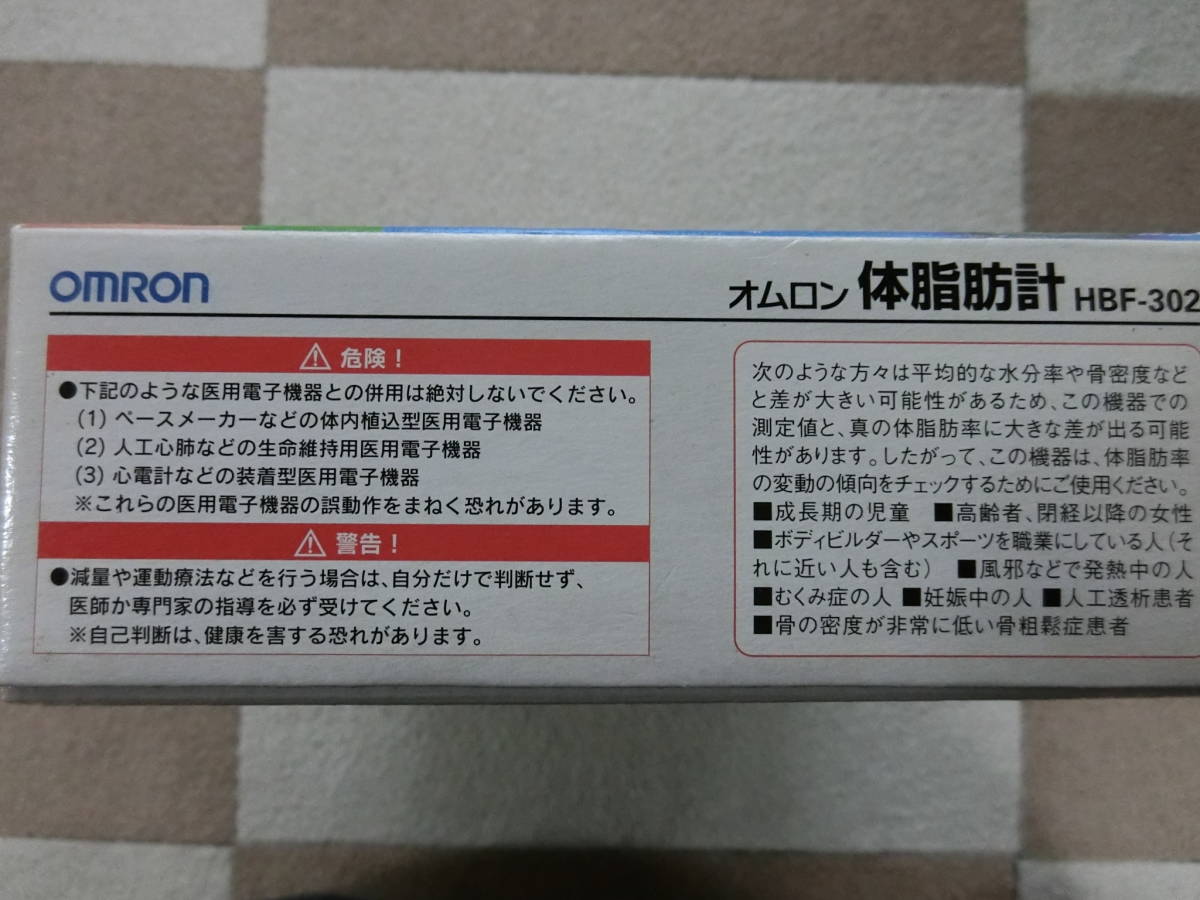 OMRON
オムロン 体脂肪計 HBF-302
⚠ 危険！
●下記のような医用電子機器との併用は絶対しないでください。
(1) ペースメーカーなどの体内植込型医用電子機器
(2) 人工心肺などの生命維持用医用電子機器
(3) 心電計などの装着型医用電子機器
※これらの医用電子機器の誤動作をまねく恐れがあります。
⚠ 警告！
●減量や運動療法などを行う場合は、自分だけで判断せず、
医師か専門家の指導を必ず受けてください。
※自己判断は、健康を害する恐れがあります。
次のような方々は平均的な水分率や骨密度など
と差が大きい可能性があるため、この機器での
測定値と、真の体脂肪率に大きな差が出る可能
性があります。したがって、この機器は、体脂肪率
の変動の傾向をチェックするためにご使用ください。
■成長期の児童 ■高齢者、閉経以降の女性
■ボディビルダーやスポーツを職業にしている人（そ
れに近い人も含む） ■風邪などで発熱中の人
■むくみ症の人 ■妊娠中の人 ■人工透析患者
■骨の密度が非常に低い骨粗鬆症患者